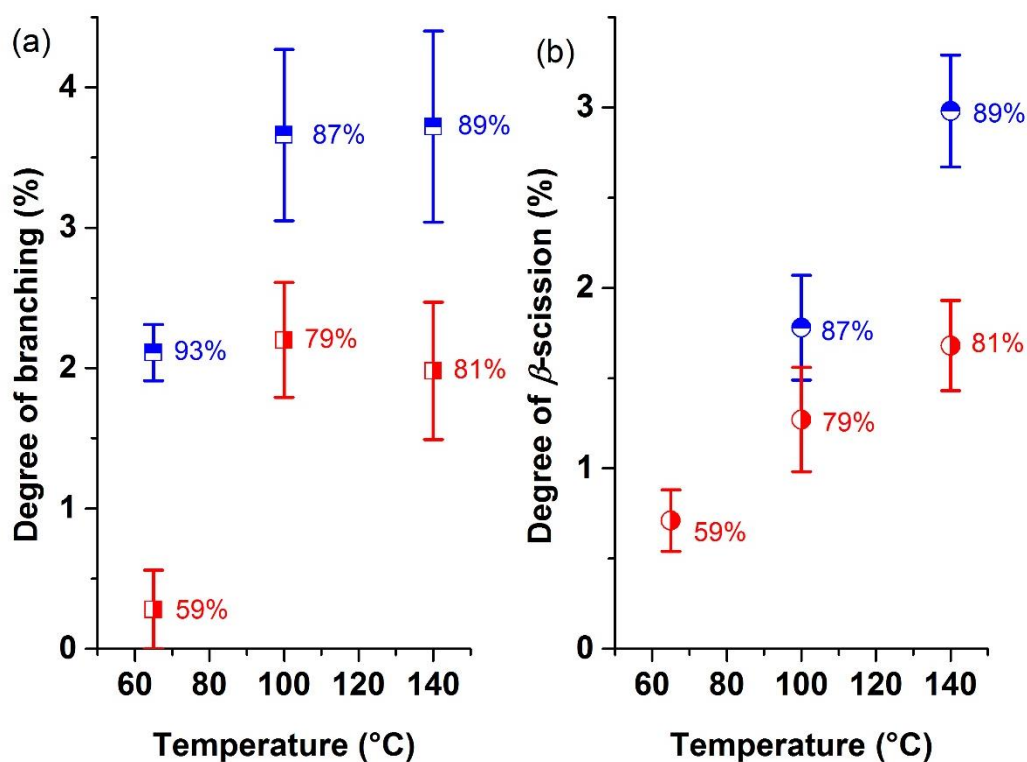 (a)
Degree of branching (%)
4
3
2
1
0
87%
89%
79%
81%
93%
59%
60 80 100 120 140
Temperature (°C)
(b)
Degree of β-scission (%)
3
2
1
0
89%
87%
81%
79%
59%
60 80 100 120 140
Temperature (°C)